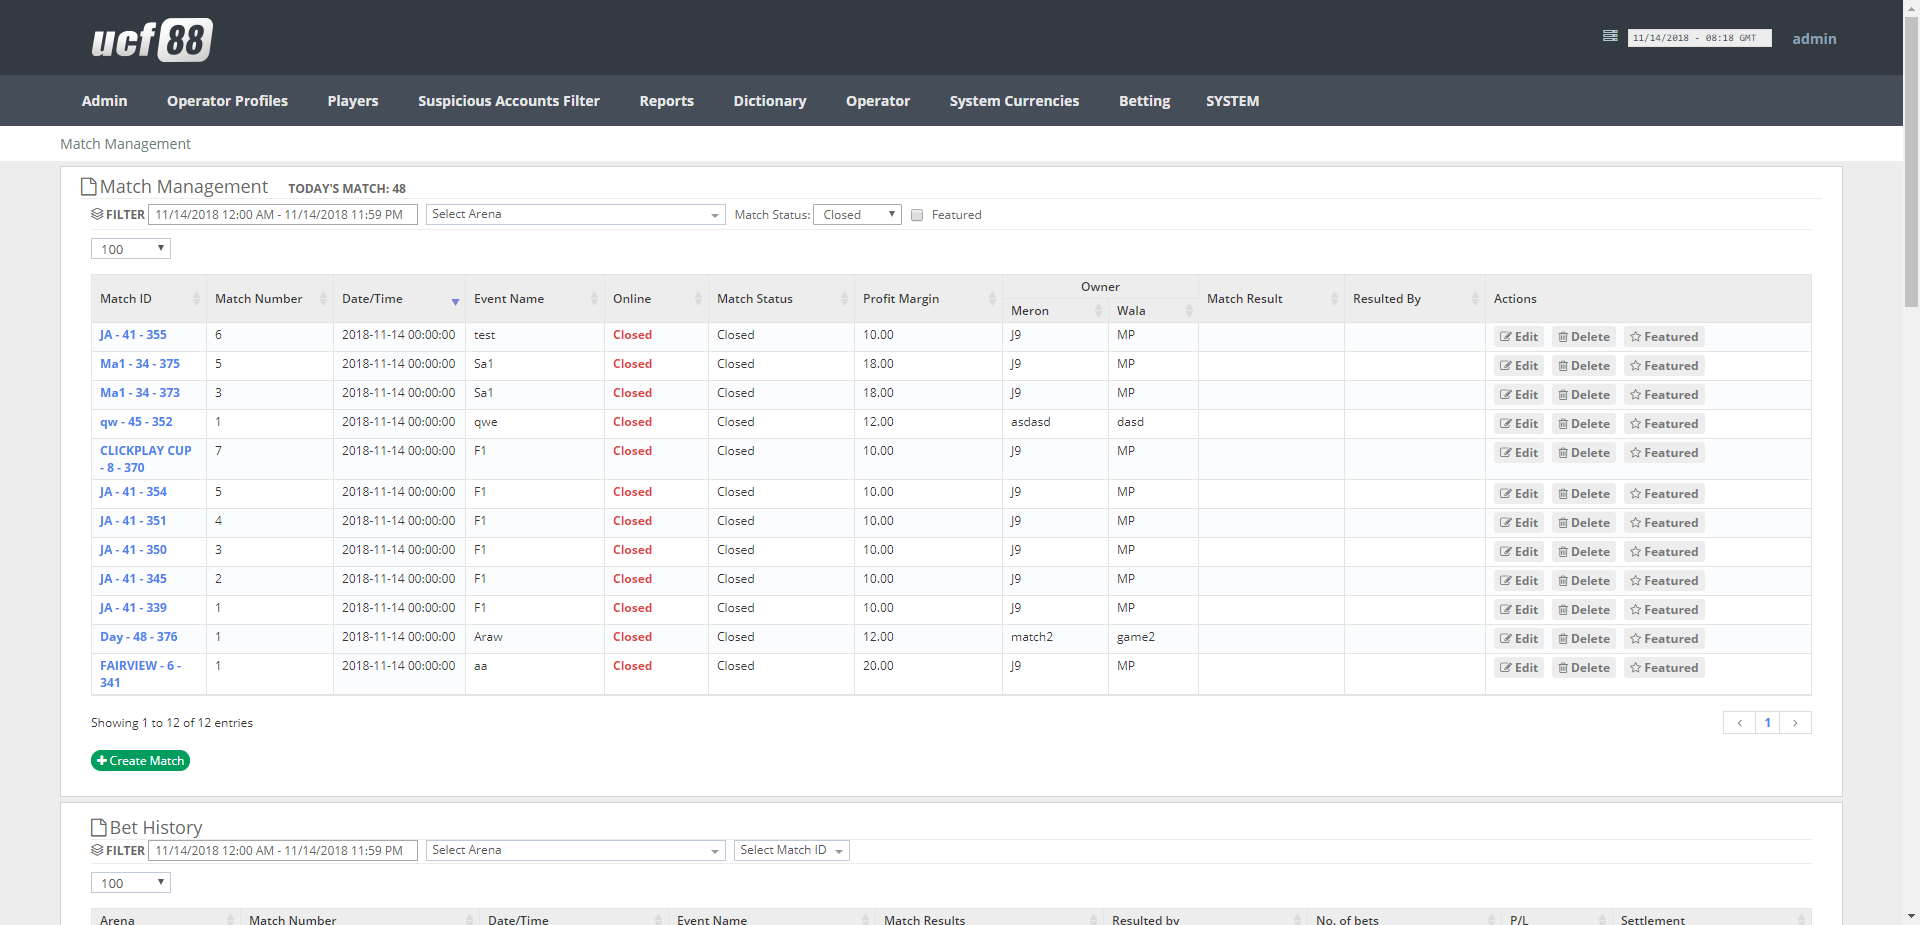 ucf 88
11/14/2018 - 08:18 GMT admin
Admin Operator Profiles Players Suspicious Accounts Filter Reports Dictionary Operator System Currencies Betting SYSTEM
Match Management
Match Management TODAY'S MATCH: 48
FILTER 11/14/2018 12:00 AM - 11/14/2018 11:59 PM Select Arena Match Status: Closed Featured
100
Match ID Match Number Date/Time Event Name Online Match Status Profit Margin Owner Match Result Resulted By Actions
Meron Wala
JA - 41 - 355 6 2018-11-14 00:00:00 test Closed Closed 10.00 J9 MP Edit Delete Featured
Ma1 - 34 - 375 5 2018-11-14 00:00:00 Sa1 Closed Closed 18.00 J9 MP Edit Delete Featured
Ma1 - 34 - 373 3 2018-11-14 00:00:00 Sa1 Closed Closed 18.00 J9 MP Edit Delete Featured
qw - 45 - 352 1 2018-11-14 00:00:00 qwe Closed Closed 12.00 asdasd dasd Edit Delete Featured
CLICKPLAY CUP 7 2018-11-14 00:00:00 F1 Closed Closed 10.00 J9 MP Edit Delete Featured
- 8 - 370
JA - 41 - 354 5 2018-11-14 00:00:00 F1 Closed Closed 10.00 J9 MP Edit Delete Featured
JA - 41 - 351 4 2018-11-14 00:00:00 F1 Closed Closed 10.00 J9 MP Edit Delete Featured
JA - 41 - 350 3 2018-11-14 00:00:00 F1 Closed Closed 10.00 J9 MP Edit Delete Featured
JA - 41 - 345 2 2018-11-14 00:00:00 F1 Closed Closed 10.00 J9 MP Edit Delete Featured
JA - 41 - 339 1 2018-11-14 00:00:00 F1 Closed Closed 10.00 J9 MP Edit Delete Featured
Day - 48 - 376 1 2018-11-14 00:00:00 Araw Closed Closed 12.00 match2 game2 Edit Delete Featured
FAIRVIEW - 6 - 1 2018-11-14 00:00:00 aa Closed Closed 20.00 J9 MP Edit Delete Featured
341
Showing 1 to 12 of 12 entries ‹ 1 ›
Create Match
Bet History
FILTER 11/14/2018 12:00 AM - 11/14/2018 11:59 PM Select Arena Select Match ID
100
Arena Match Number Date/Time Event Name Match Results Resulted by No. of bets P/L Settlement